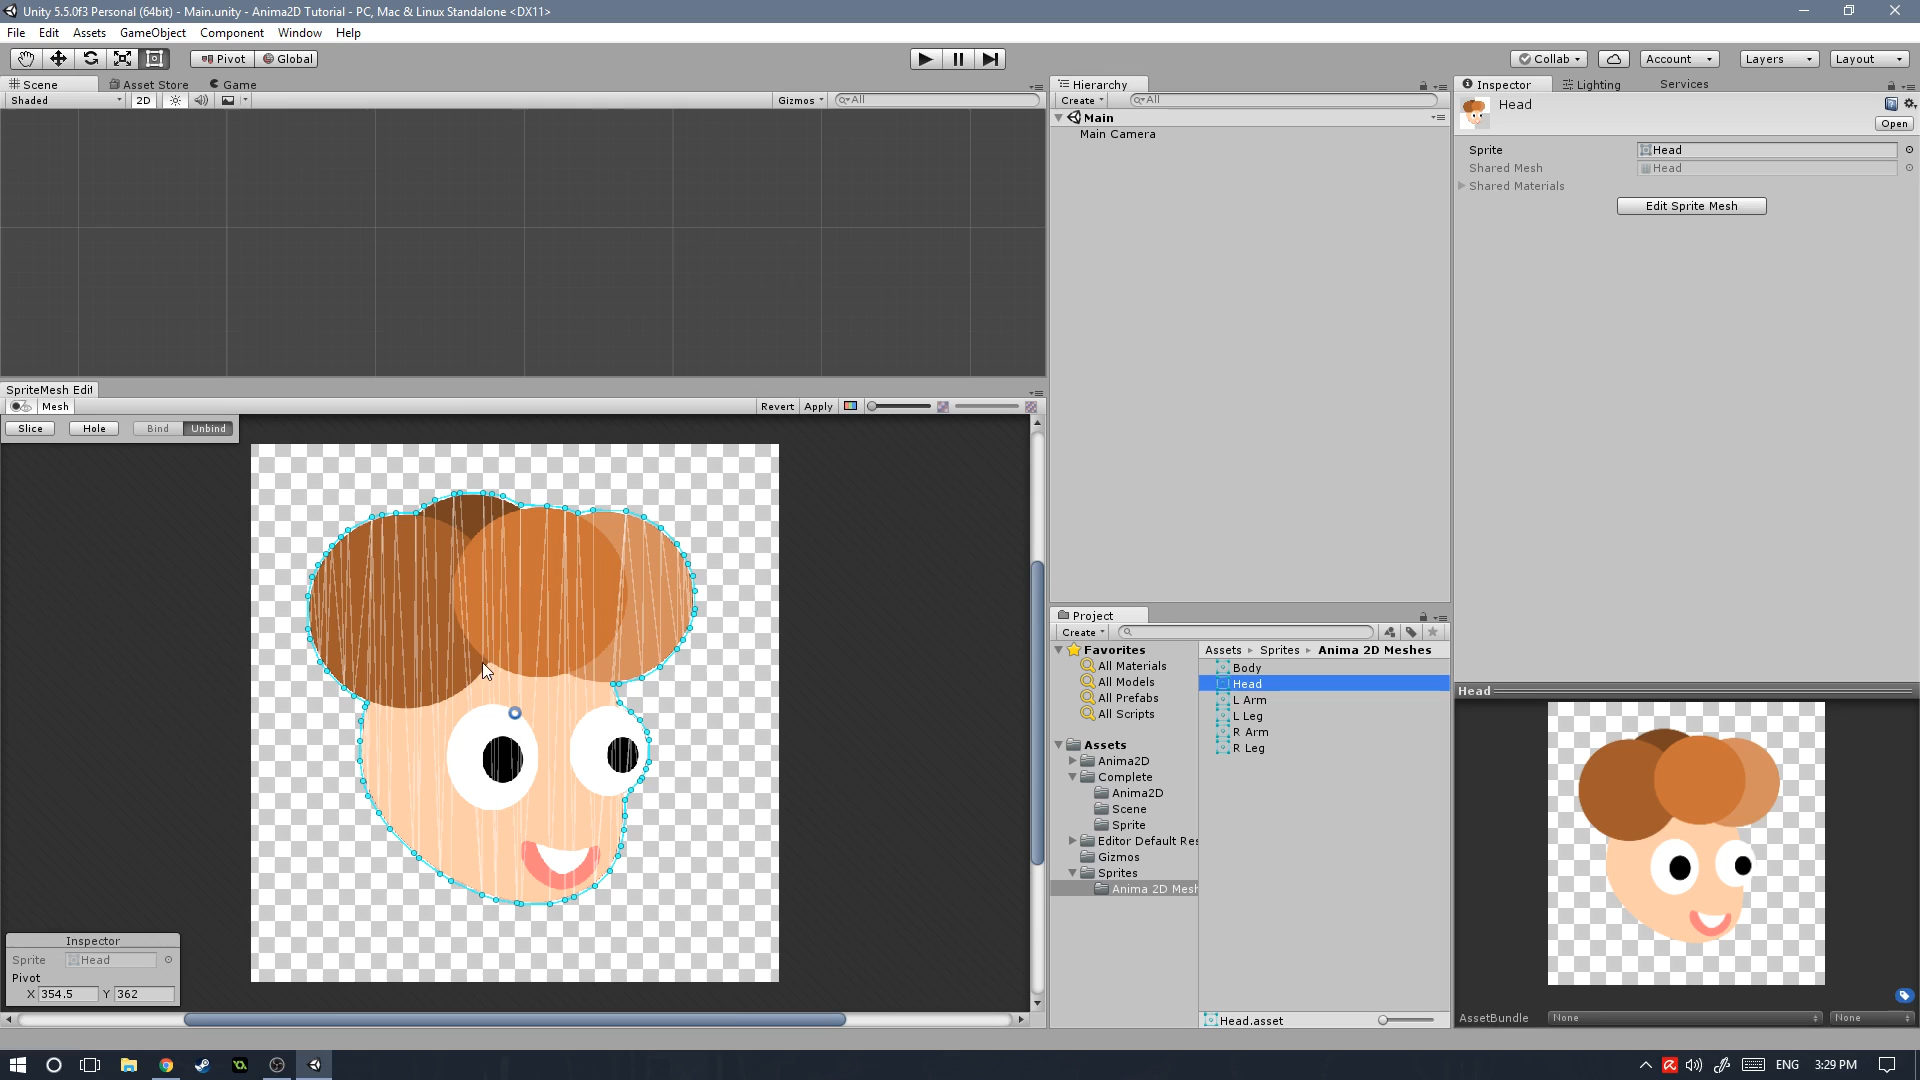 Unity 5.5.0f3 Personal (64bit) - Main.unity - Anima2D Tutorial - PC, Mac & Linux Standalone <DX11>
File Edit Assets GameObject Component Window Help
Pivot Global Collab Account Layers Layout
Scene Asset Store Game
Shaded 2D Gizmos All
SpriteMesh Edit
Mesh Revert Apply
Slice Hole Bind Unbind
Inspector
Sprite Head
Pivot
X 354.5 Y 362
Hierarchy
Create All
Main
Main Camera
Project
Create
Favorites
All Materials
All Models
All Prefabs
All Scripts
Assets
Anima2D
Complete
Anima2D
Scene
Sprite
Editor Default Res
Gizmos
Sprites
Anima 2D Mesh
Assets Sprites Anima 2D Meshes
Body
Head
L Arm
L Leg
R Arm
R Leg
Head.asset
Inspector Lighting Services
Head
Open
Sprite Head
Shared Mesh Head
Shared Materials
Edit Sprite Mesh
Head
AssetBundle None None
ENG 3:29 PM